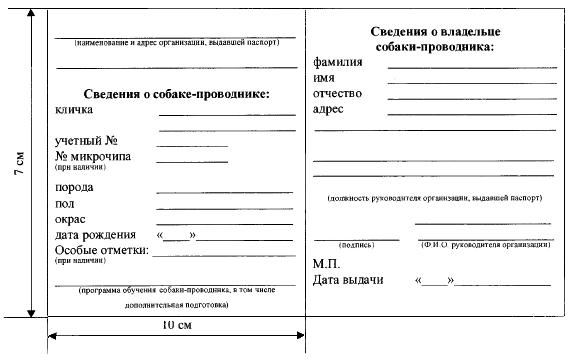 (наименование и адрес организации, выдавшей паспорт)
Сведения о собаке-проводнике:
кличка
учетный №
№ микрочипа
(при наличии)
порода
пол
окрас
дата рождения «____»
Особые отметки:
(при наличии)
(программа обучения собаки-проводника, в том числе
дополнительная подготовка)
Сведения о владельце
собаки-проводника:
фамилия
имя
отчество
адрес
(должность руководителя организации, выдавшей паспорт)
(подпись) (Ф.И.О. руководителя организации)
М.П.
Дата выдачи «____»
7 см
10 см